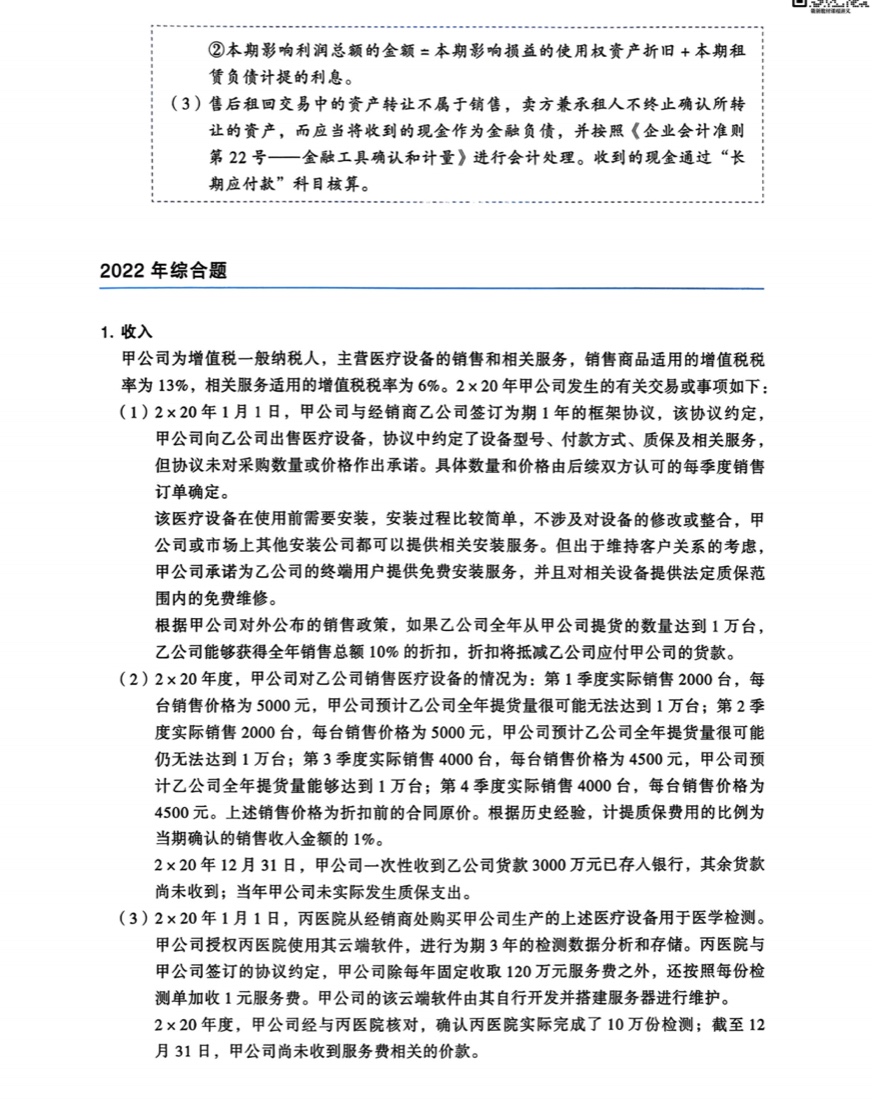 ②本期影响利润总额的金额=本期影响损益的使用权资产折旧+本期租
赁负债计提的利息。
（3）售后租回交易中的资产转让不属于销售，卖方兼承租人不终止确认所转
让的资产，而应当将收到的现金作为金融负债，并按照《企业会计准则
第22号——金融工具确认和计量》进行会计处理。收到的现金通过“长
期应付款”科目核算。
2022年综合题
1. 收入
甲公司为增值税一般纳税人，主营医疗设备的销售和相关服务，销售商品适用的增值税税
率为13%，相关服务适用的增值税税率为6%。2×20年甲公司发生的有关交易或事项如下：
（1）2×20年1月1日，甲公司与经销商乙公司签订为期1年的框架协议，该协议约定，
甲公司向乙公司出售医疗设备，协议中约定了设备型号、付款方式、质保及相关服务，
但协议未对采购数量或价格作出承诺。具体数量和价格由后续双方认可的每季度销售
订单确定。
该医疗设备在使用前需要安装，安装过程比较简单，不涉及对设备的修改或整合，甲
公司或市场上其他安装公司都可以提供相关安装服务。但出于维持客户关系的考虑，
甲公司承诺为乙公司的终端用户提供免费安装服务，并且对相关设备提供法定质保范
围内的免费维修。
根据甲公司对外公布的销售政策，如果乙公司全年从甲公司提货的数量达到1万台，
乙公司能够获得全年销售总额10%的折扣，折扣将抵减乙公司应付甲公司的货款。
（2）2×20年度，甲公司对乙公司销售医疗设备的情况为：第1季度实际销售2000台，每
台销售价格为5000元，甲公司预计乙公司全年提货量很可能无法达到1万台；第2季
度实际销售2000台，每台销售价格为5000元，甲公司预计乙公司全年提货量很可能
仍无法达到1万台；第3季度实际销售4000台，每台销售价格为4500元，甲公司预
计乙公司全年提货量能够达到1万台；第4季度实际销售4000台，每台销售价格为
4500元。上述销售价格为折扣前的合同原价。根据历史经验，计提质保费用的比例为
当期确认的销售收入金额的1%。
2×20年12月31日，甲公司一次性收到乙公司货款3000万元已存入银行，其余货款
尚未收到；当年甲公司未实际发生质保支出。
（3）2×20年1月1日，丙医院从经销商处购买甲公司生产的上述医疗设备用于医学检测。
甲公司授权丙医院使用其云端软件，进行为期3年的检测数据分析和存储。丙医院与
甲公司签订的协议约定，甲公司除每年固定收取120万元服务费之外，还按照每份检
测单加收1元服务费。甲公司的该云端软件由其自行开发并搭建服务器进行维护。
2×20年度，甲公司经与丙医院核对，确认丙医院实际完成了10万份检测；截至12
月31日，甲公司尚未收到服务费相关的价款。